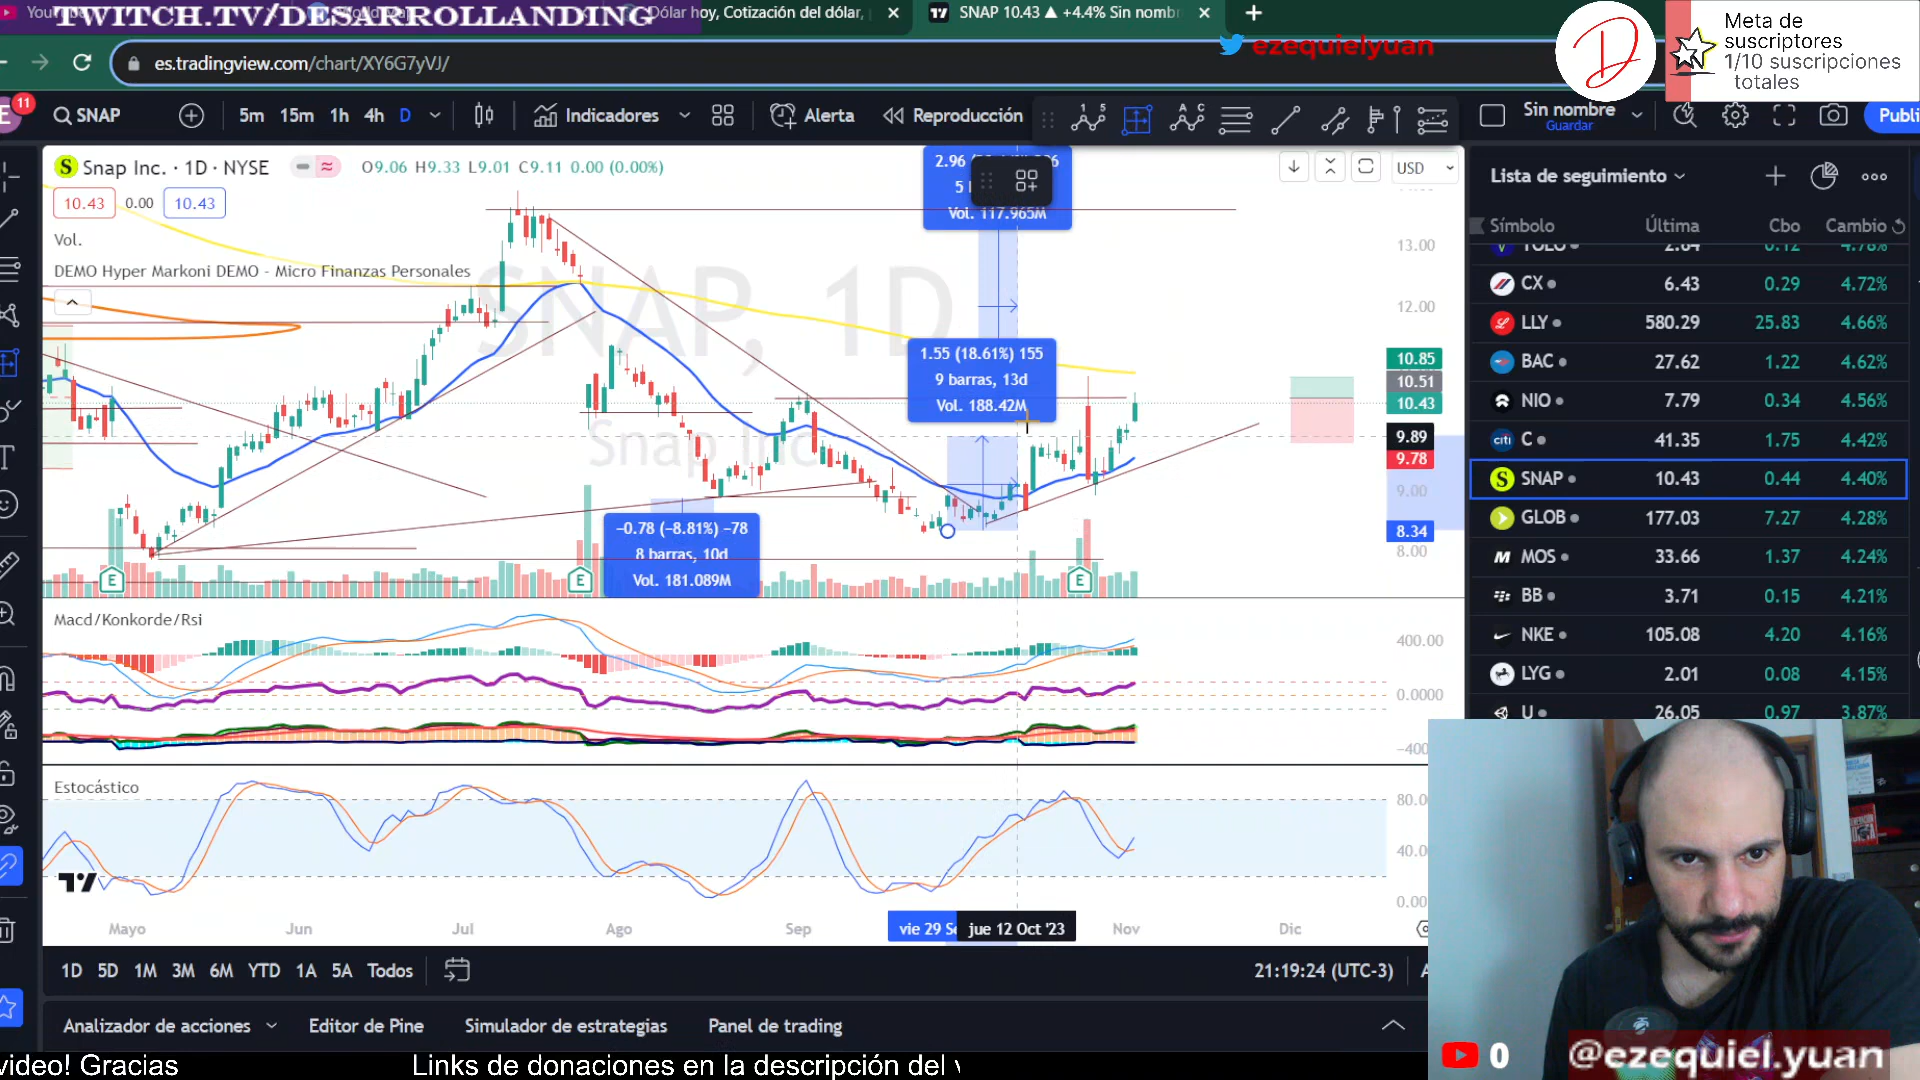 TWITCH.TV/DESARROLLANDING
Dólar hoy, Cotización del dólar,
SNAP 10.43 ▲ +4.4% Sin nomb
ezequielyuan
Meta de
suscriptores
1/10 suscripciones
totales
es.tradingview.com/chart/XY6G7yVJ/
11
SNAP
5m 15m 1h 4h D
Indicadores
Alerta
Reproducción
Sin nombre
Guardar
Publi
Snap Inc. · 1D · NYSE
O9.06 H9.33 L9.01 C9.11 0.00 (0.00%)
10.43 0.00 10.43
Vol.
DEMO Hyper Markoni DEMO - Micro Finanzas Personales
SNAP, 1D
Snap Inc
Vol. 117.965M
1.55 (18.61%) 155
9 barras, 13d
Vol. 188.42M
−0.78 (−8.81%) −78
8 barras, 10d
Vol. 181.089M
E
E
E
USD
13.00
12.00
10.85
10.51
10.43
9.89
9.78
9.00
8.34
8.00
Macd/Konkorde/Rsi
400.00
0.0000
−400
Estocástico
80.0
40.0
0.00
Mayo Jun Jul Ago Sep vie 29 Se jue 12 Oct '23 Nov Dic
1D 5D 1M 3M 6M YTD 1A 5A Todos
21:19:24 (UTC-3)
Analizador de acciones Editor de Pine Simulador de estrategias Panel de trading
Lista de seguimiento
Símbolo Última Cbo Cambio
CX 6.43 0.29 4.72%
LLY 580.29 25.83 4.66%
BAC 27.62 1.22 4.62%
NIO 7.79 0.34 4.56%
C 41.35 1.75 4.42%
SNAP 10.43 0.44 4.40%
GLOB 177.03 7.27 4.28%
MOS 33.66 1.37 4.24%
BB 3.71 0.15 4.21%
NKE 105.08 4.20 4.16%
LYG 2.01 0.08 4.15%
U 26.05 0.97 3.87%
0
@ezequiel.yuan
video! Gracias Links de donaciones en la descripción del